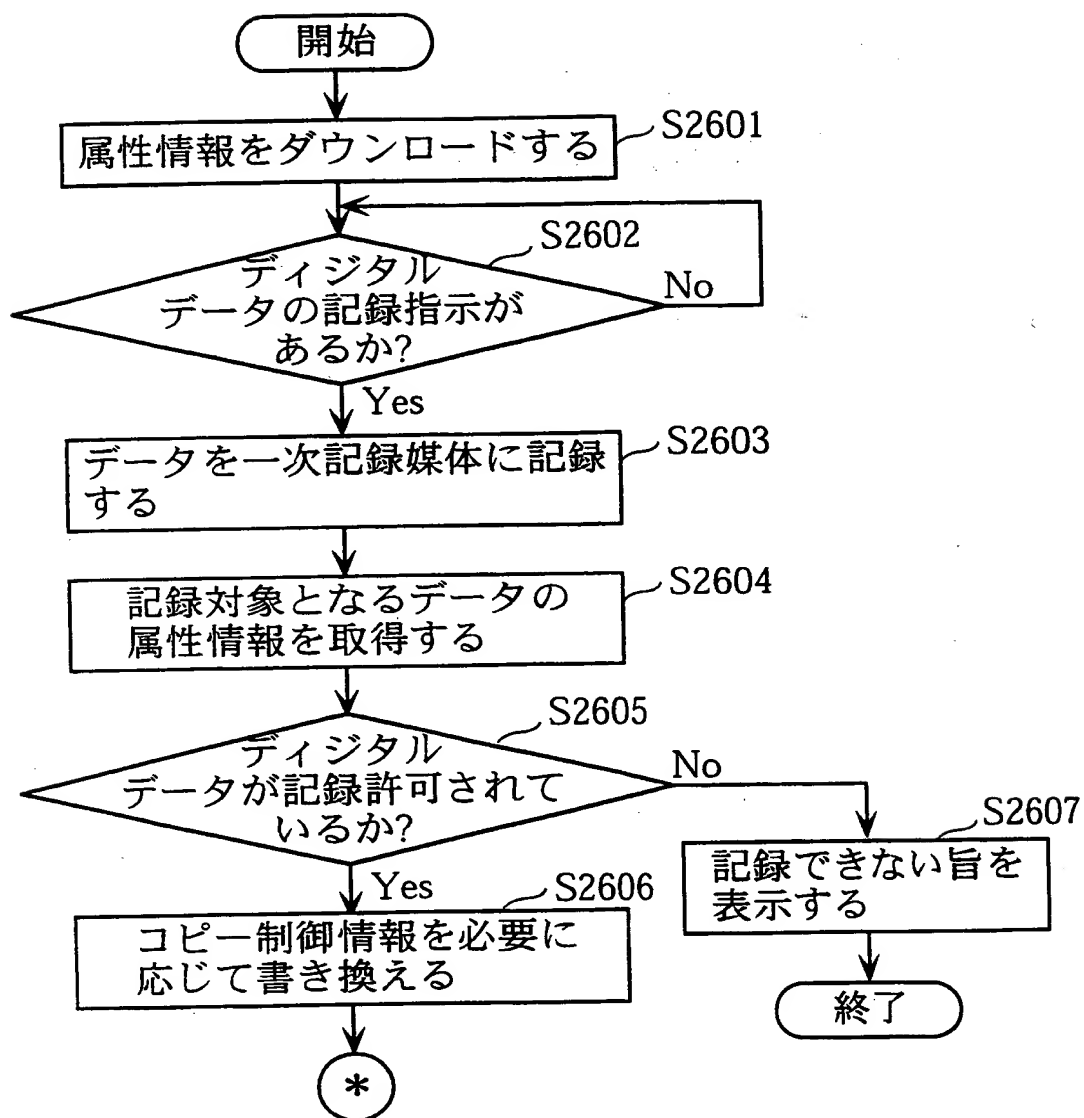 開始
属性情報をダウンロードする
S2601
S2602
ディジタル
データの記録指示が
あるか?
No
Yes
データを一次記録媒体に記録
する
S2603
記録対象となるデータの
属性情報を取得する
S2604
S2605
ディジタル
データが記録許可されて
いるか?
No
Yes
S2606
コピー制御情報を必要に
応じて書き換える
S2607
記録できない旨を
表示する
終了
*